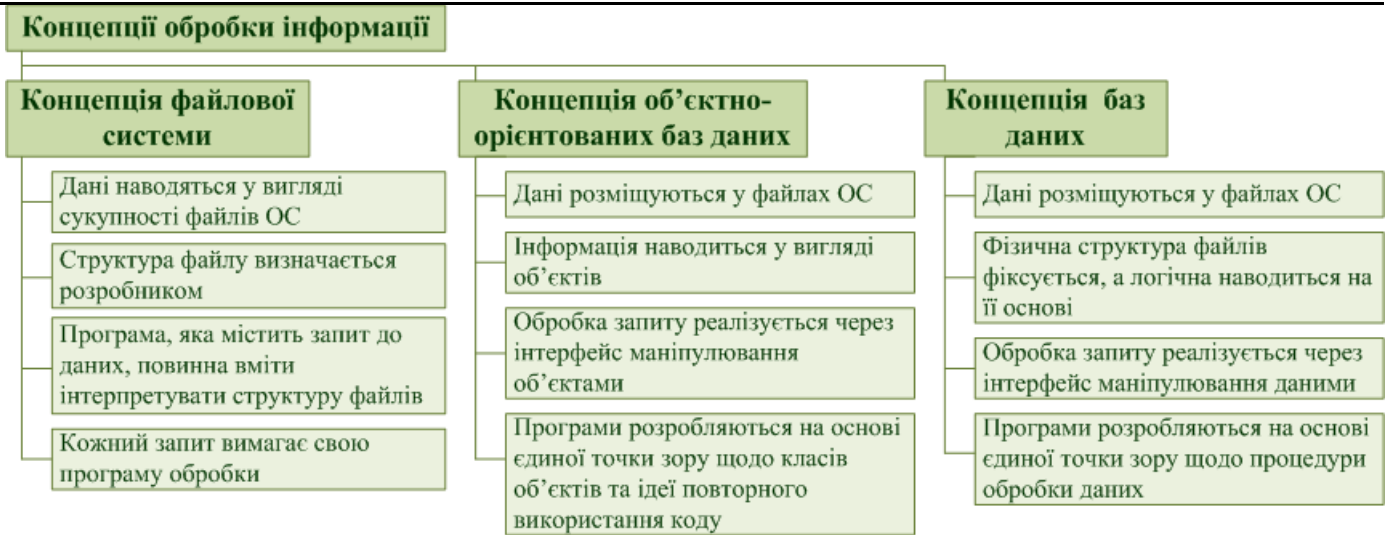 Концепції обробки інформації
Концепція файлової
системи
Дані наводяться у вигляді
сукупності файлів ОС
Структура файлу визначається
розробником
Програма, яка містить запит до
даних, повинна вміти
інтерпретувати структуру файлів
Кожний запит вимагає свою
програму обробки
Концепція об’єктно-
орієнтованих баз даних
Дані розміщуються у файлах ОС
Інформація наводиться у вигляді
об’єктів
Обробка запиту реалізується через
інтерфейс маніпулювання
об’єктами
Програми розробляються на основі
єдиної точки зору щодо класів
об’єктів та ідеї повторного
використання коду
Концепція баз
даних
Дані розміщуються у файлах ОС
Фізична структура файлів
фіксується, а логічна наводиться на
її основі
Обробка запиту реалізується через
інтерфейс маніпулювання даними
Програми розробляються на основі
єдиної точки зору щодо процедури
обробки даних